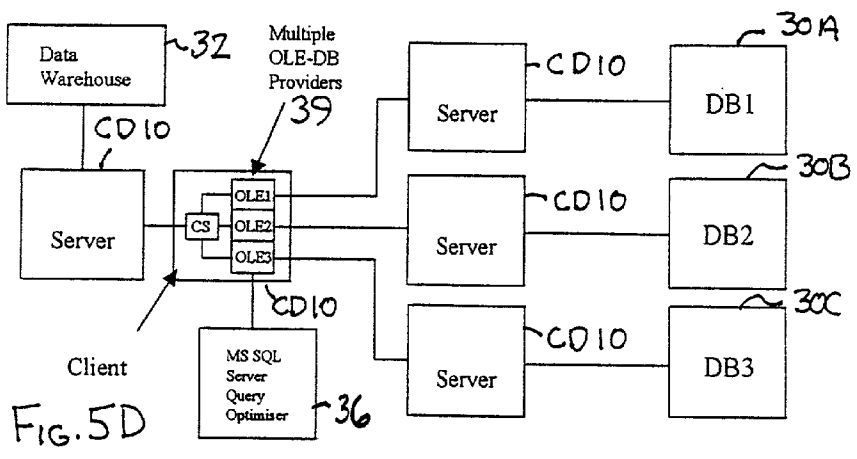 Data
Warehouse
32
Multiple
OLE-DB
Providers
39
CD10
Server
CS
OLE1
OLE2
OLE3
CD10
Client
MS SQL
Server
Query
Optimiser
36
Server
CD10
DB1
30A
Server
CD10
DB2
30B
Server
CD10
DB3
30C
FIG. 5D